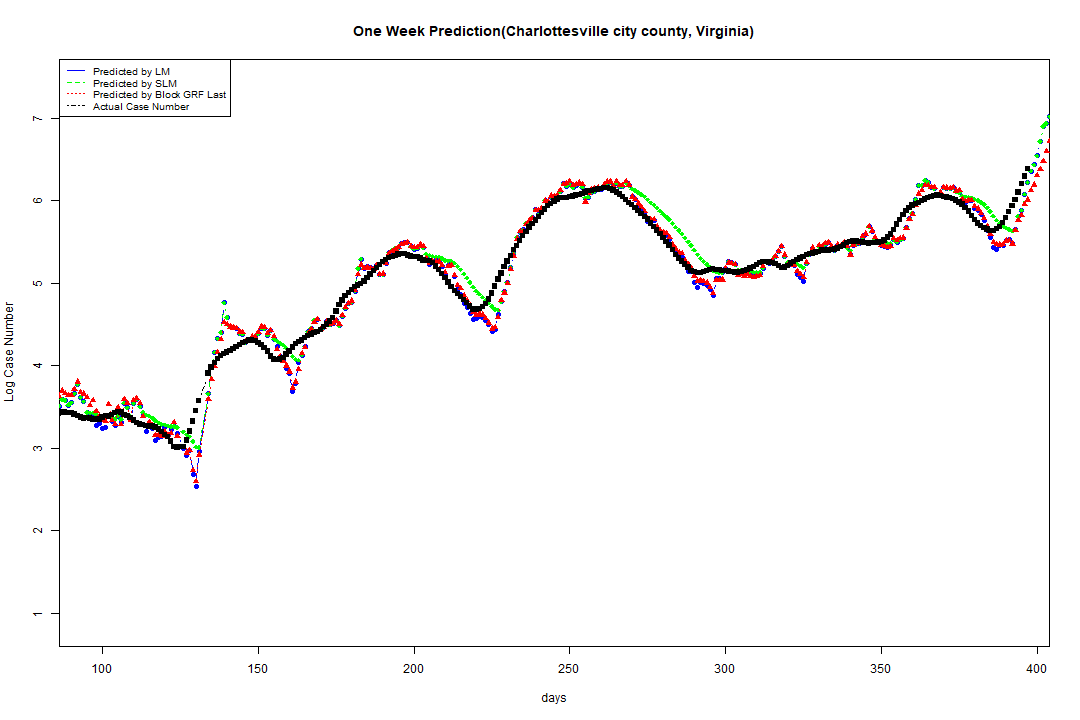 One Week Prediction(Charlottesville city county, Virginia)
Predicted by LM
Predicted by SLM
Predicted by Block GRF Last
Actual Case Number
7
6
5
4
3
2
1
Log Case Number
100 150 200 250 300 350 400
days